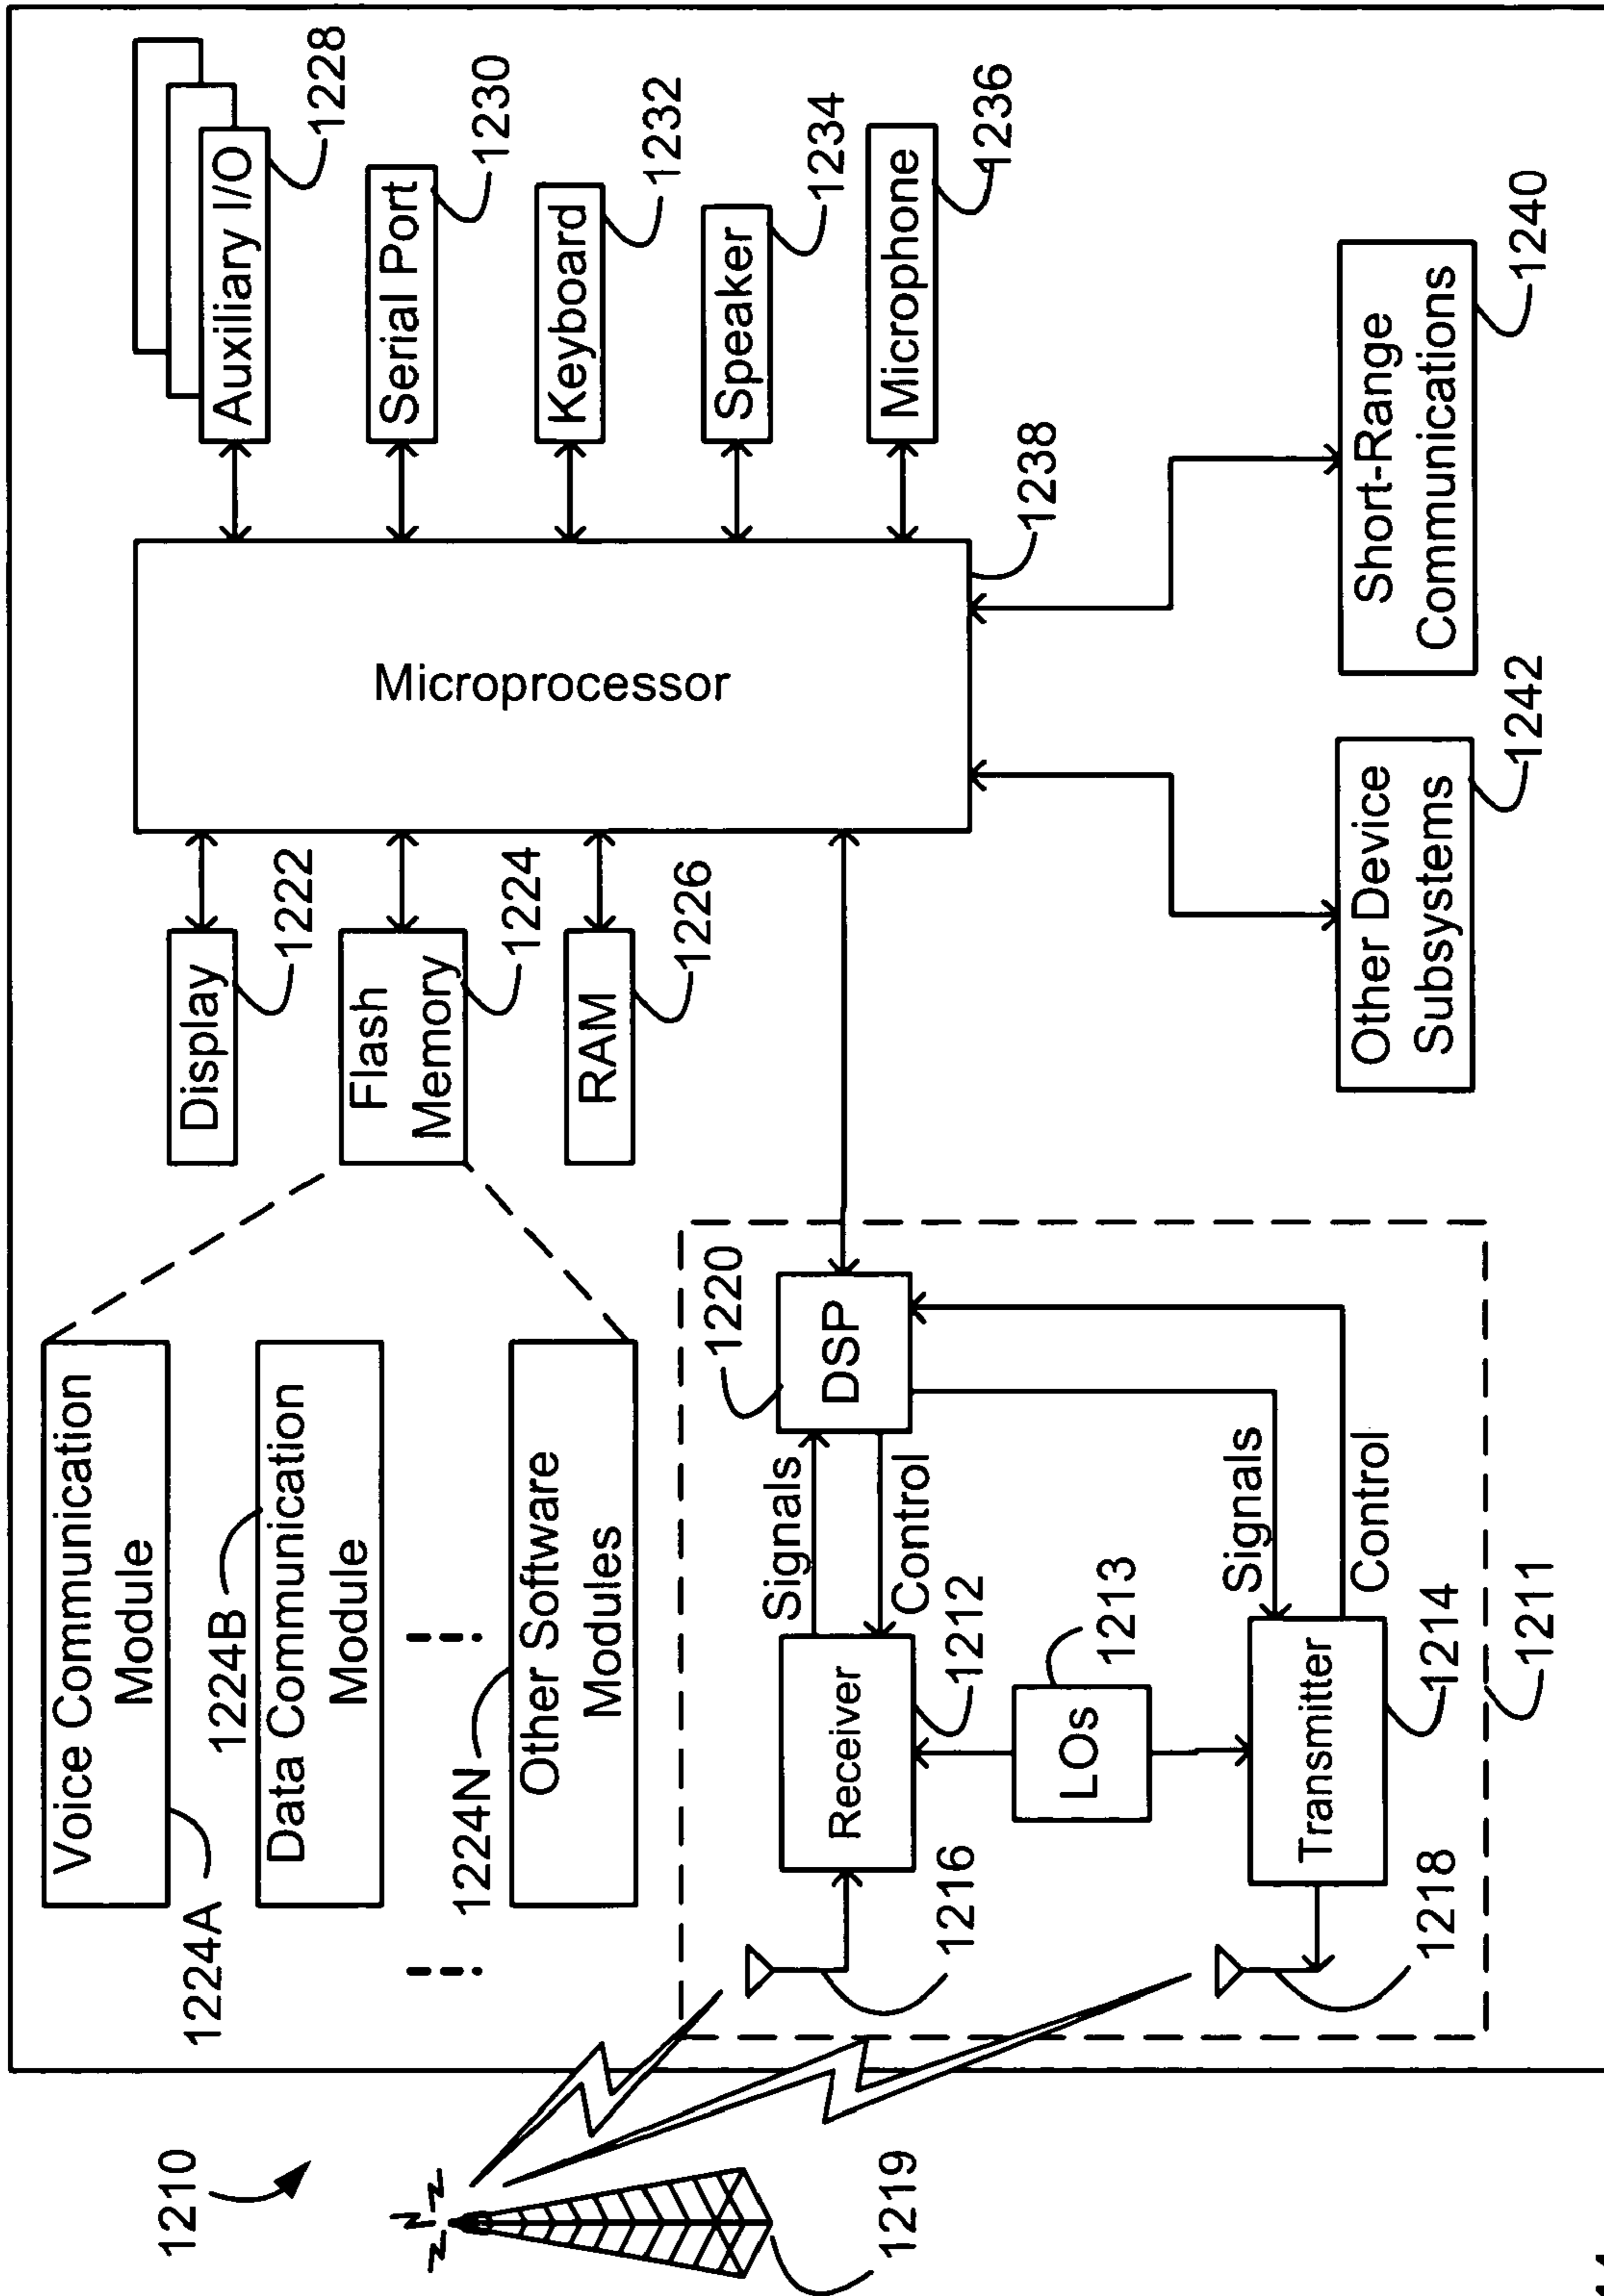 1210
1219
Voice Communication
Module
1224A
1224B
Data Communication
Module
1224N
Other Software
Modules
Display
1222
Flash
Memory
1224
RAM
1226
Microprocessor
1238
Auxiliary I/O
1228
Serial Port
1230
Keyboard
1232
Speaker
1234
Microphone
1236
1220
DSP
Signals
Control
Receiver
1212
1216
LOs
1213
Signals
Control
Transmitter
1214
1218
1211
Other Device
Subsystems
1242
Short-Range
Communications
1240